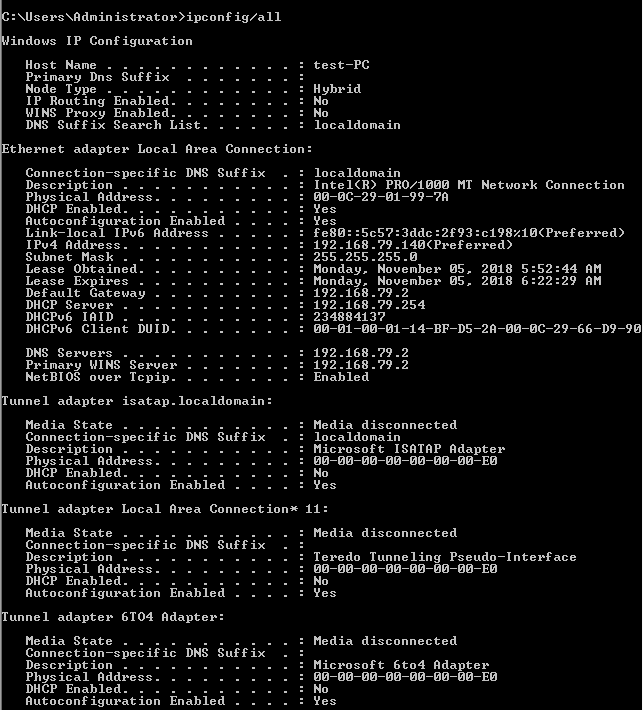 C:\Users\Administrator>ipconfig/all
Windows IP Configuration
Host Name . . . . . . . . . . . . : test-PC
Primary Dns Suffix . . . . . . . :
Node Type . . . . . . . . . . . . : Hybrid
IP Routing Enabled. . . . . . . . : No
WINS Proxy Enabled. . . . . . . . : No
DNS Suffix Search List. . . . . . : localdomain
Ethernet adapter Local Area Connection:
Connection-specific DNS Suffix . : localdomain
Description . . . . . . . . . . . : Intel(R) PRO/1000 MT Network Connection
Physical Address. . . . . . . . . : 00-0C-29-01-99-7A
DHCP Enabled. . . . . . . . . . . : Yes
Autoconfiguration Enabled . . . . : Yes
Link-local IPv6 Address . . . . . : fe80::5c57:3ddc:2f93:c198%10(Preferred)
IPv4 Address. . . . . . . . . . . : 192.168.79.140(Preferred)
Subnet Mask . . . . . . . . . . . : 255.255.255.0
Lease Obtained. . . . . . . . . . : Monday, November 05, 2018 5:52:44 AM
Lease Expires . . . . . . . . . . : Monday, November 05, 2018 6:22:29 AM
Default Gateway . . . . . . . . . : 192.168.79.2
DHCP Server . . . . . . . . . . . : 192.168.79.254
DHCPv6 IAID . . . . . . . . . . . : 234884137
DHCPv6 Client DUID. . . . . . . . : 00-01-00-01-14-BF-D5-2A-00-0C-29-66-D9-90
DNS Servers . . . . . . . . . . . : 192.168.79.2
Primary WINS Server . . . . . . . : 192.168.79.2
NetBIOS over Tcpip. . . . . . . . : Enabled
Tunnel adapter isatap.localdomain:
Media State . . . . . . . . . . . : Media disconnected
Connection-specific DNS Suffix . : localdomain
Description . . . . . . . . . . . : Microsoft ISATAP Adapter
Physical Address. . . . . . . . . : 00-00-00-00-00-00-00-E0
DHCP Enabled. . . . . . . . . . . : No
Autoconfiguration Enabled . . . . : Yes
Tunnel adapter Local Area Connection* 11:
Media State . . . . . . . . . . . : Media disconnected
Connection-specific DNS Suffix . :
Description . . . . . . . . . . . : Teredo Tunneling Pseudo-Interface
Physical Address. . . . . . . . . : 00-00-00-00-00-00-00-E0
DHCP Enabled. . . . . . . . . . . : No
Autoconfiguration Enabled . . . . : Yes
Tunnel adapter 6TO4 Adapter:
Media State . . . . . . . . . . . : Media disconnected
Connection-specific DNS Suffix . :
Description . . . . . . . . . . . : Microsoft 6to4 Adapter
Physical Address. . . . . . . . . : 00-00-00-00-00-00-00-E0
DHCP Enabled. . . . . . . . . . . : No
Autoconfiguration Enabled . . . . : Yes